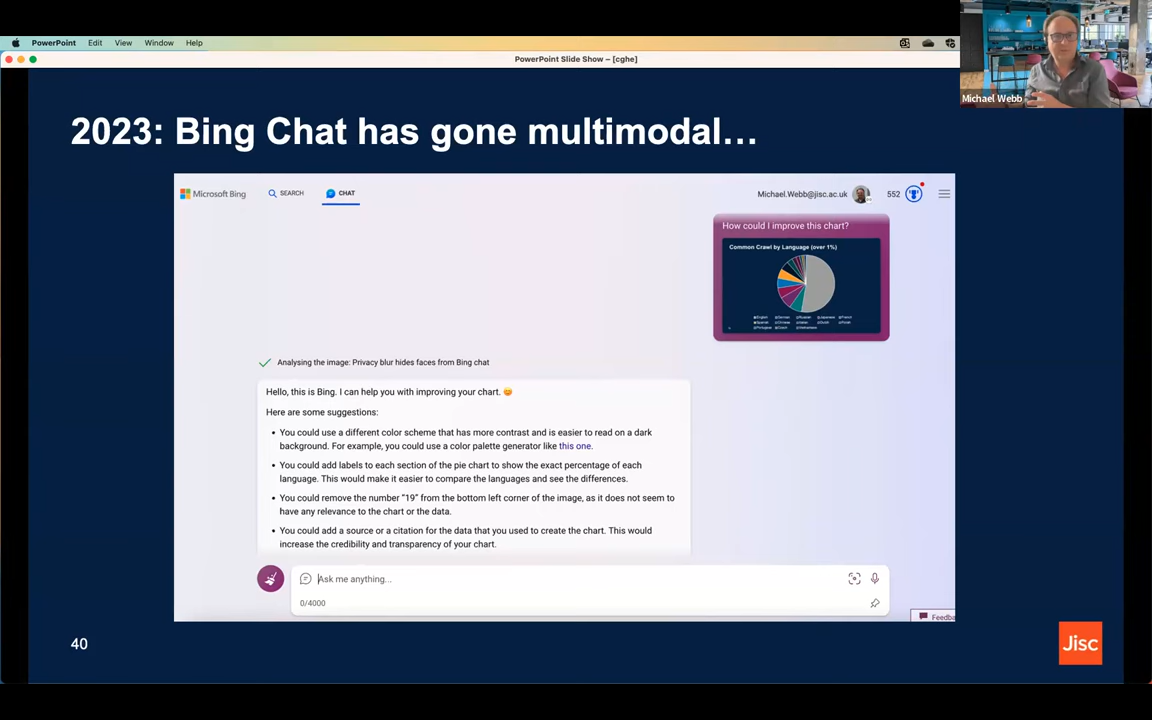 PowerPoint Edit View Window Help
PowerPoint Slide Show – [cghe]
Michael Webb
2023: Bing Chat has gone multimodal…
Microsoft Bing
SEARCH
CHAT
Michael.Webb@jisc.ac.uk
552
How could I improve this chart?
Common Crawl by Language (over 1%)
Analysing the image: Privacy blur hides faces from Bing chat
Hello, this is Bing. I can help you with improving your chart. 😊
Here are some suggestions:
• You could use a different color scheme that has more contrast and is easier to read on a dark
background. For example, you could use a color palette generator like this one.
• You could add labels to each section of the pie chart to show the exact percentage of each
language. This would make it easier to compare the languages and see the differences.
• You could remove the number “19” from the bottom left corner of the image, as it does not seem to
have any relevance to the chart or the data.
• You could add a source or a citation for the data that you used to create the chart. This would
increase the credibility and transparency of your chart.
Ask me anything...
0/4000
Feedba
40
Jisc